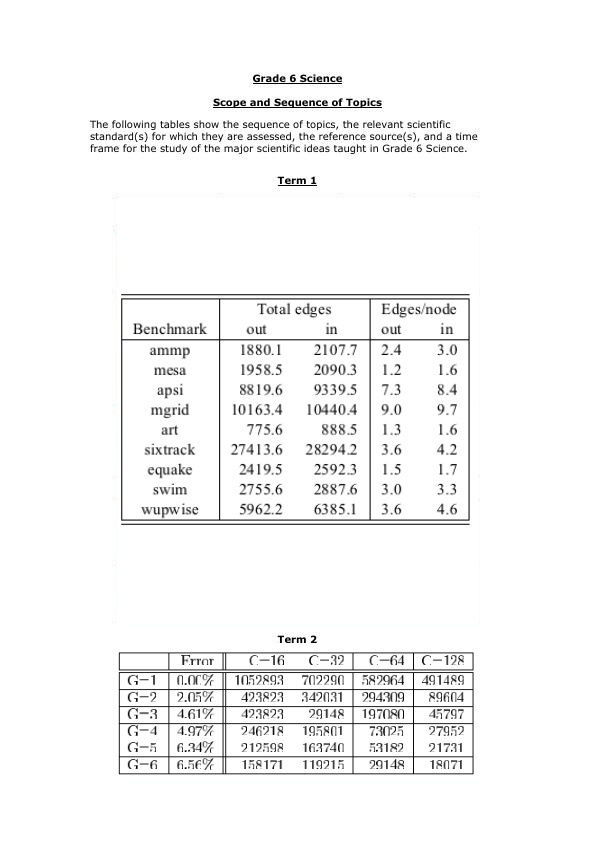 Grade 6 Science
Scope and Sequence of Topics
The following tables show the sequence of topics, the relevant scientific
standard(s) for which they are assessed, the reference source(s), and a time
frame for the study of the major scientific ideas taught in Grade 6 Science.
Term 1
Total edges Edges/node
Benchmark out in out in
ammp 1880.1 2107.7 2.4 3.0
mesa 1958.5 2090.3 1.2 1.6
apsi 8819.6 9339.5 7.3 8.4
mgrid 10163.4 10440.4 9.0 9.7
art 775.6 888.5 1.3 1.6
sixtrack 27413.6 28294.2 3.6 4.2
equake 2419.5 2592.3 1.5 1.7
swim 2755.6 2887.6 3.0 3.3
wupwise 5962.2 6385.1 3.6 4.6
Term 2
Error C-16 C-32 C-64 C-128
G-1 0.00% 1052893 702290 582964 491489
G-2 2.05% 423823 342031 294309 89604
G-3 4.61% 423823 29148 197080 45797
G-4 4.97% 246218 195801 73025 27952
G-5 6.34% 212598 163740 53182 21731
G-6 6.56% 158171 119215 29148 18071